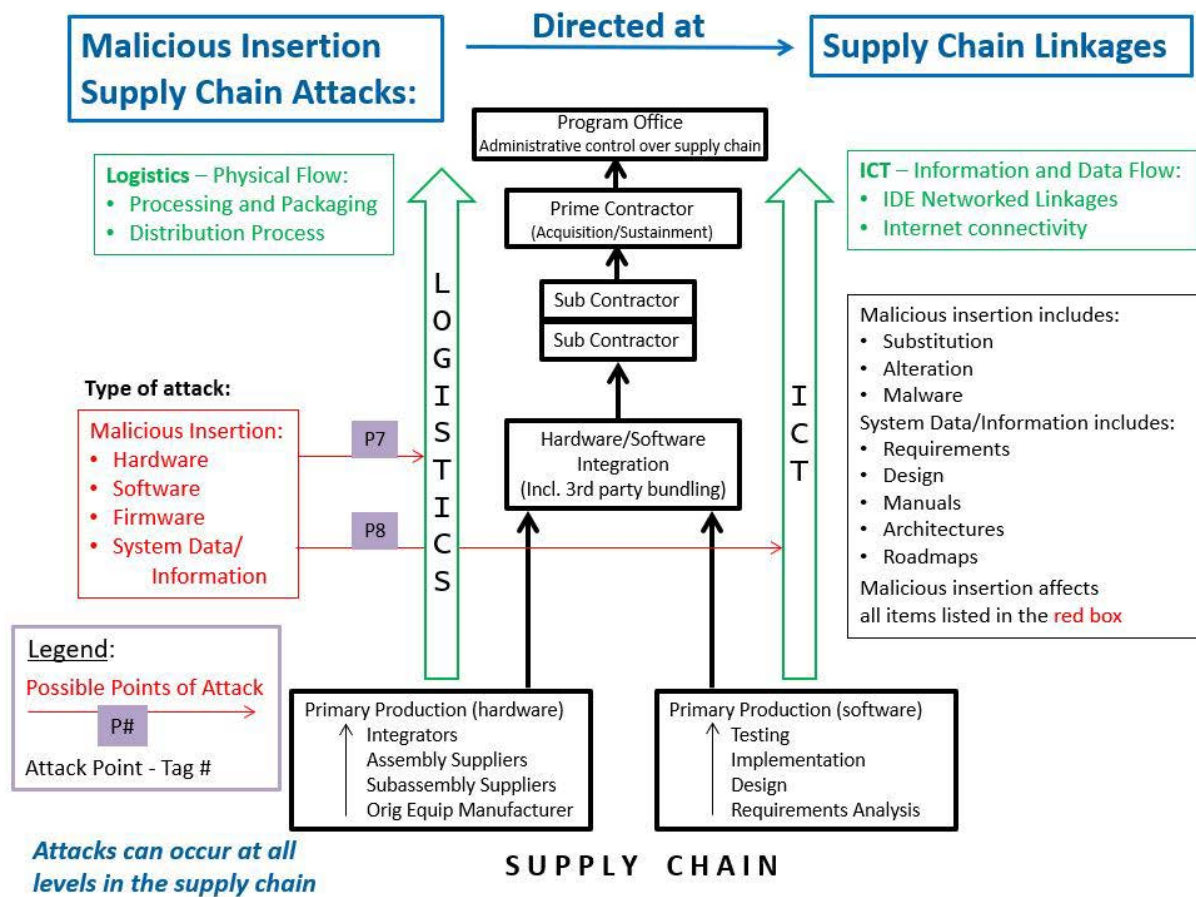 Malicious Insertion
Supply Chain Attacks:
Directed at
Supply Chain Linkages
Program Office
Administrative control over supply chain
Logistics – Physical Flow:
• Processing and Packaging
• Distribution Process
Prime Contractor
(Acquisition/Sustainment)
ICT – Information and Data Flow:
• IDE Networked Linkages
• Internet connectivity
LOGISTICS
Sub Contractor
Sub Contractor
ICT
Malicious insertion includes:
• Substitution
• Alteration
• Malware
System Data/Information includes:
• Requirements
• Design
• Manuals
• Architectures
• Roadmaps
Malicious insertion affects
all items listed in the red box
Type of attack:
Malicious Insertion:
• Hardware
• Software
• Firmware
• System Data/
Information
P7
P8
Hardware/Software
Integration
(Incl. 3rd party bundling)
Legend:
Possible Points of Attack
P#
Attack Point - Tag #
Primary Production (hardware)
Integrators
Assembly Suppliers
Subassembly Suppliers
Orig Equip Manufacturer
Primary Production (software)
Testing
Implementation
Design
Requirements Analysis
Attacks can occur at all
levels in the supply chain
SUPPLY CHAIN